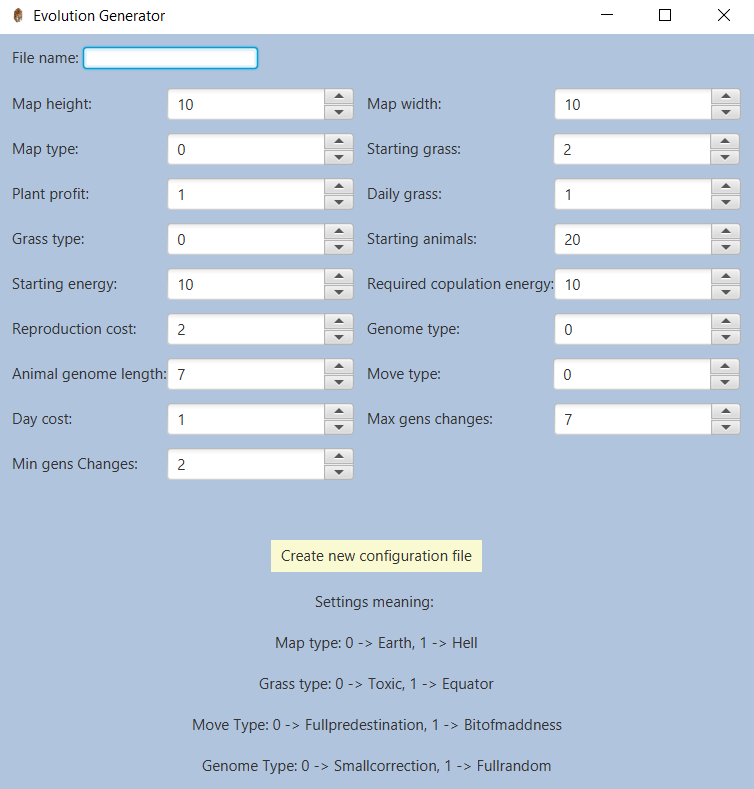 Evolution Generator
File name:
Map height: 10 Map width: 10
Map type: 0 Starting grass: 2
Plant profit: 1 Daily grass: 1
Grass type: 0 Starting animals: 20
Starting energy: 10 Required copulation energy: 10
Reproduction cost: 2 Genome type: 0
Animal genome length: 7 Move type: 0
Day cost: 1 Max gens changes: 7
Min gens Changes: 2
Create new configuration file
Settings meaning:
Map type: 0 -> Earth, 1 -> Hell
Grass type: 0 -> Toxic, 1 -> Equator
Move Type: 0 -> Fullpredestination, 1 -> Bitofmaddness
Genome Type: 0 -> Smallcorrection, 1 -> Fullrandom